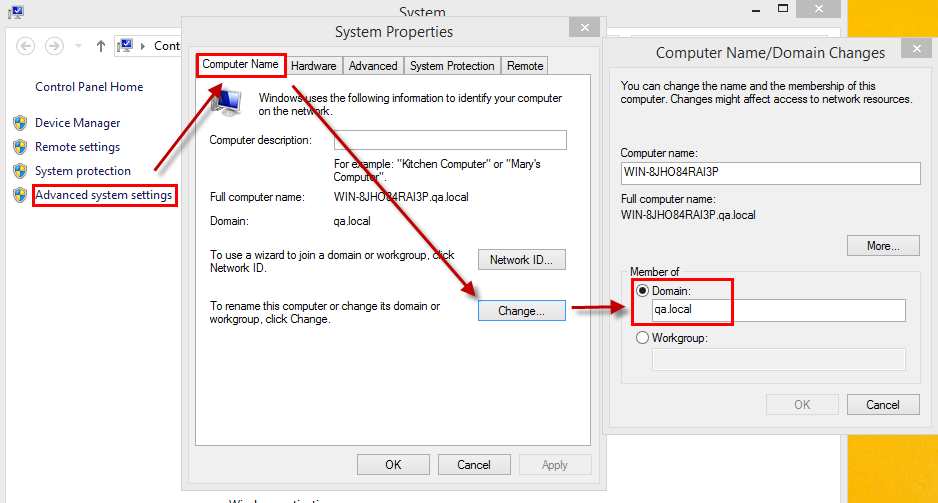 System
Cont
Control Panel Home
Device Manager
Remote settings
System protection
Advanced system settings
System Properties
Computer Name
Hardware
Advanced
System Protection
Remote
Windows uses the following information to identify your computer
on the network.
Computer description:
For example: "Kitchen Computer" or "Mary's
Computer".
Full computer name:
WIN-8JHO84RAI3P.qa.local
Domain:
qa.local
To use a wizard to join a domain or workgroup, click
Network ID.
Network ID...
To rename this computer or change its domain or
workgroup, click Change.
Change...
OK
Cancel
Apply
Computer Name/Domain Changes
You can change the name and the membership of this
computer. Changes might affect access to network resources.
Computer name:
WIN-8JHO84RAI3P
Full computer name:
WIN-8JHO84RAI3P.qa.local
More...
Member of
Domain:
qa.local
Workgroup:
OK
Cancel